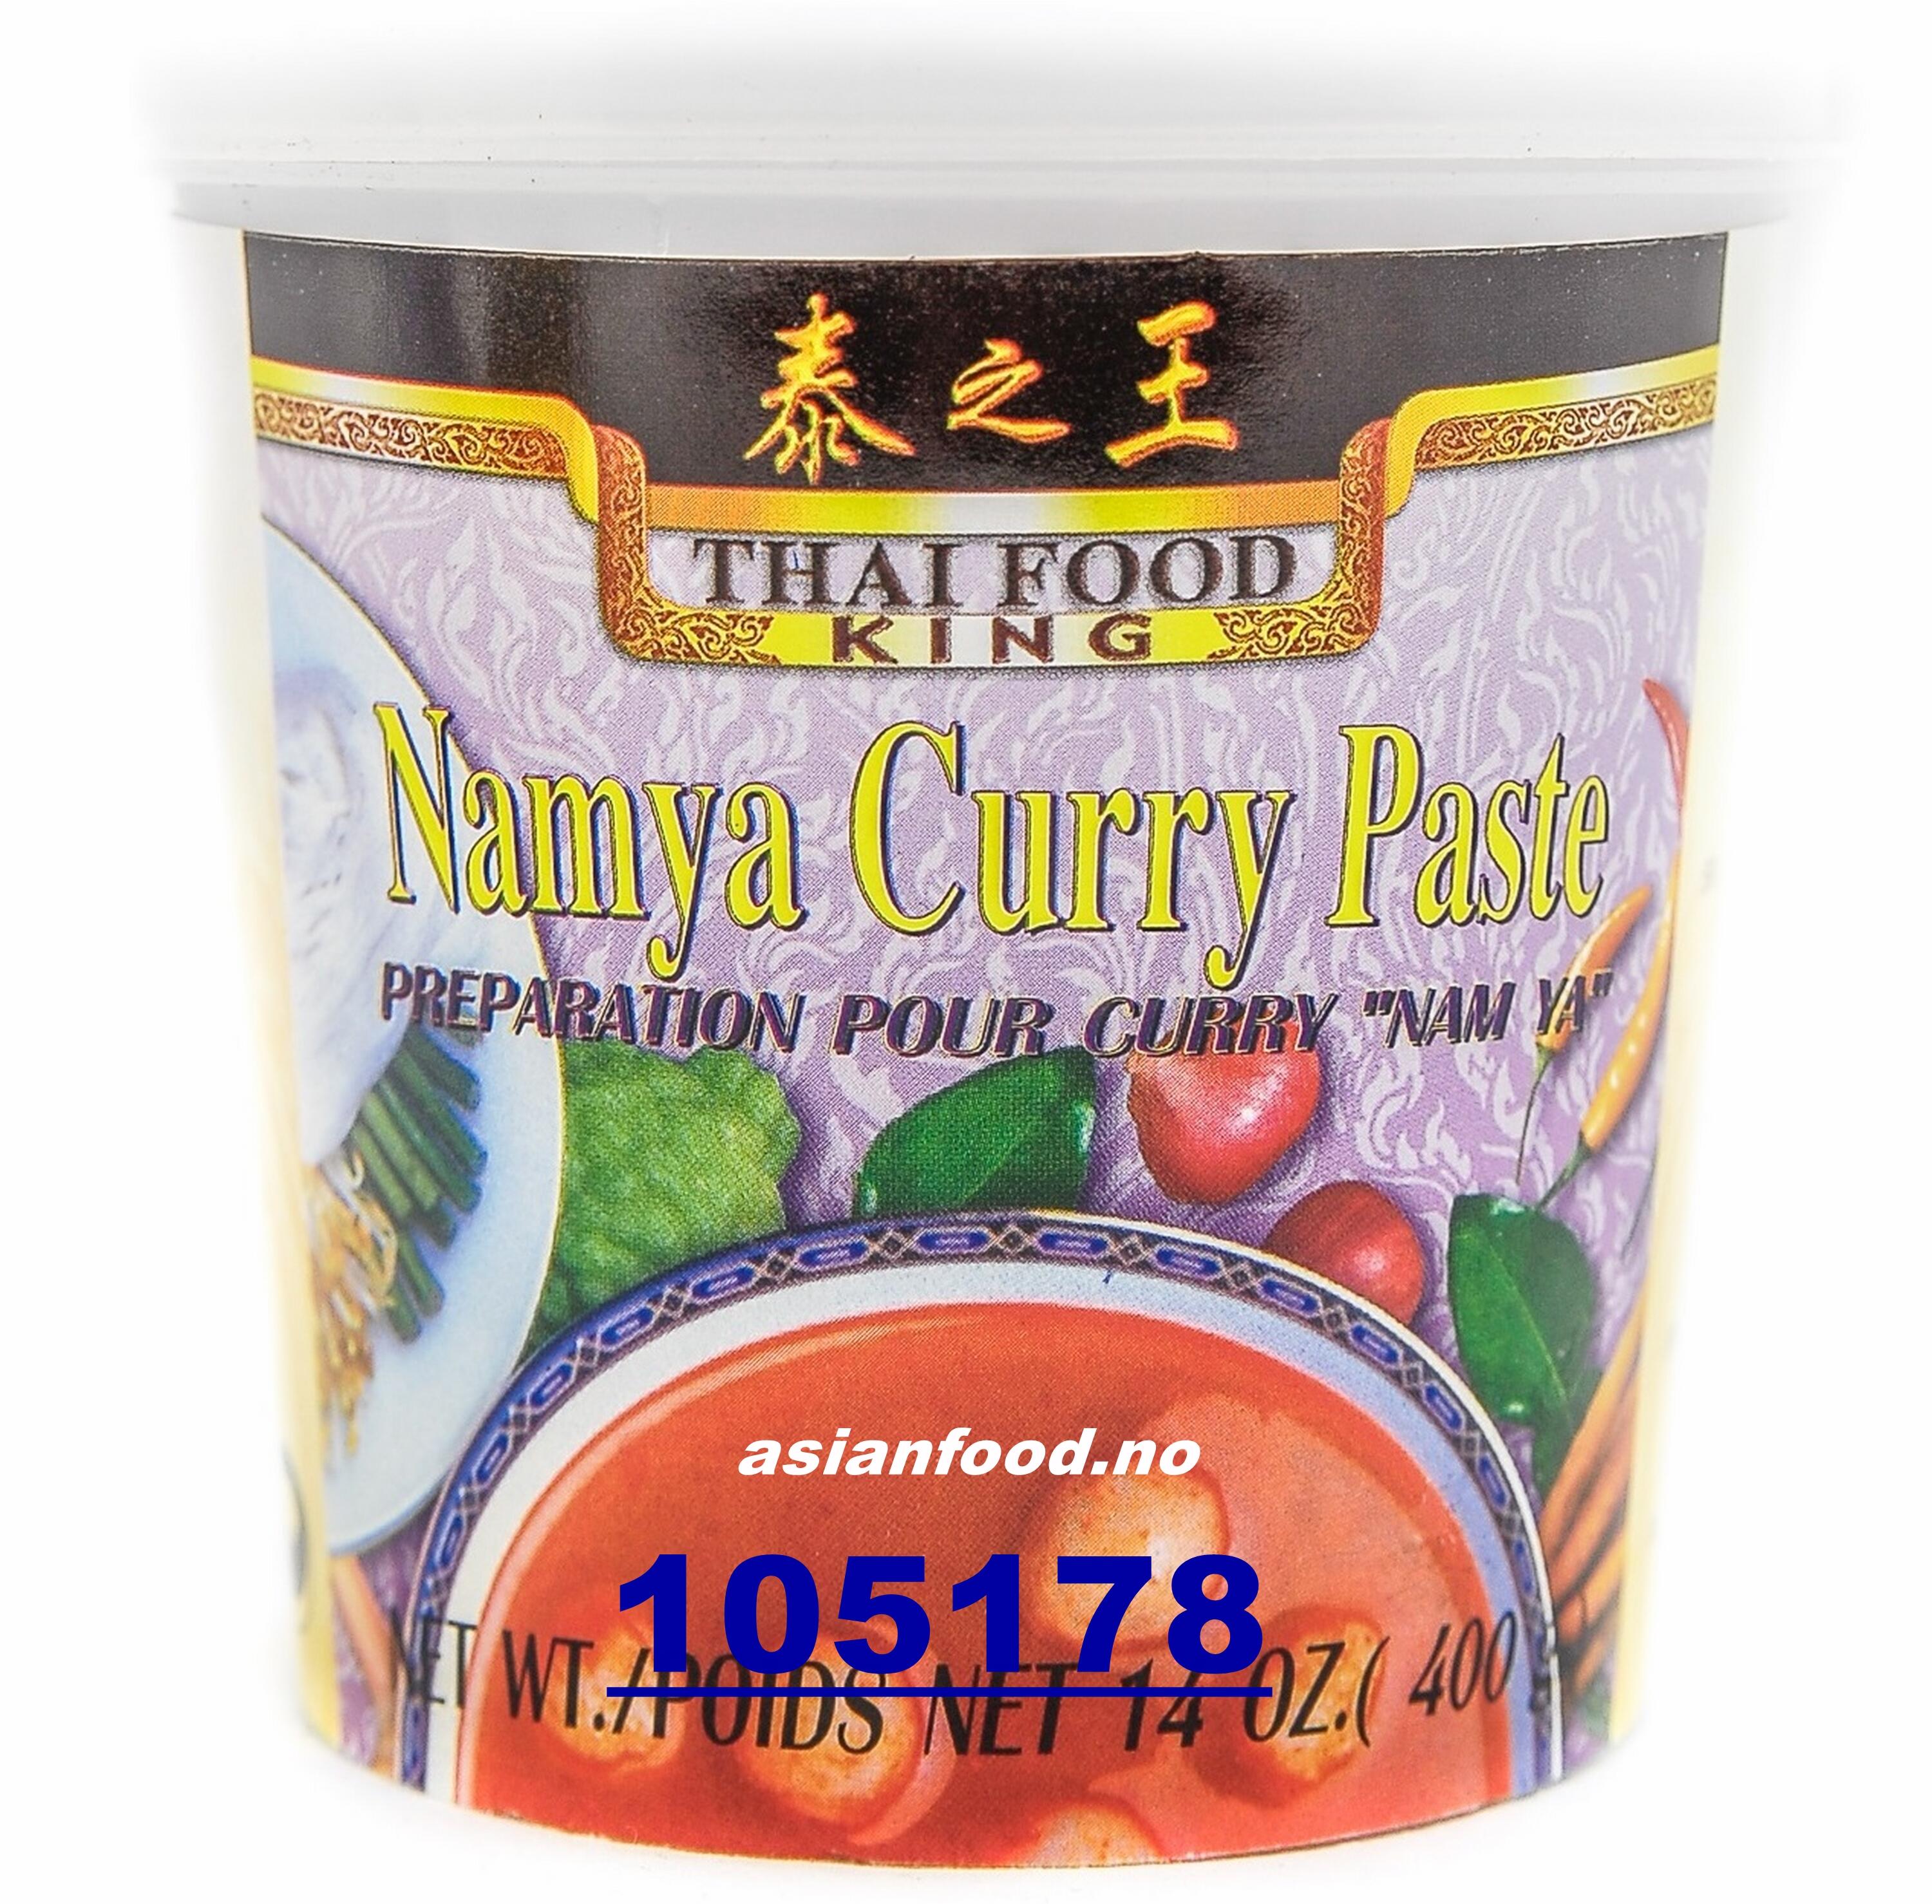 泰之王
THAI FOOD
KING
Namya Curry Paste
PREPARATION POUR CURRY "NAM YA"
asianfood.no
105178
NET WT./POIDS NET 14 OZ.( 400